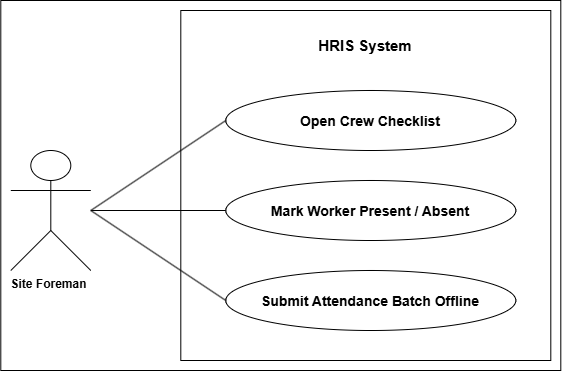 HRIS System
Open Crew Checklist
Mark Worker Present / Absent
Submit Attendance Batch Offline
Site Foreman